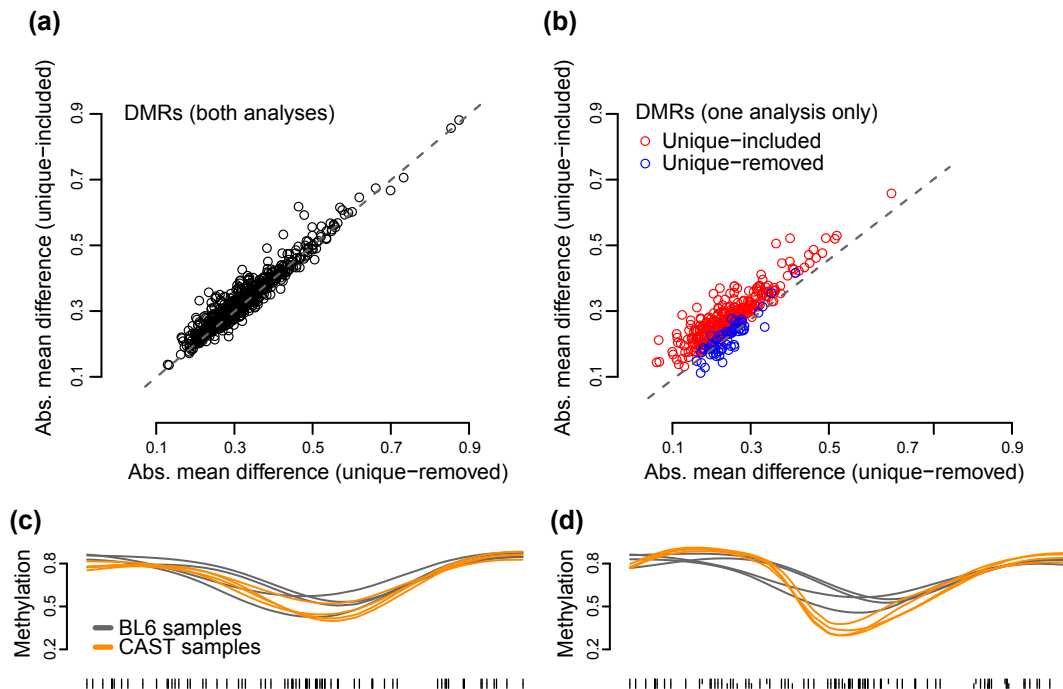 (a)
Abs. mean difference (unique−included)
0.9
0.7
0.5
0.3
0.1
DMRs (both analyses)
0.1 0.3 0.5 0.7 0.9
Abs. mean difference (unique−removed)
(b)
Abs. mean difference (unique−included)
0.9
0.7
0.5
0.3
0.1
DMRs (one analysis only)
Unique−included
Unique−removed
0.1 0.3 0.5 0.7 0.9
Abs. mean difference (unique−removed)
(c)
Methylation
0.8
0.5
0.2
BL6 samples
CAST samples
(d)
Methylation
0.8
0.5
0.2